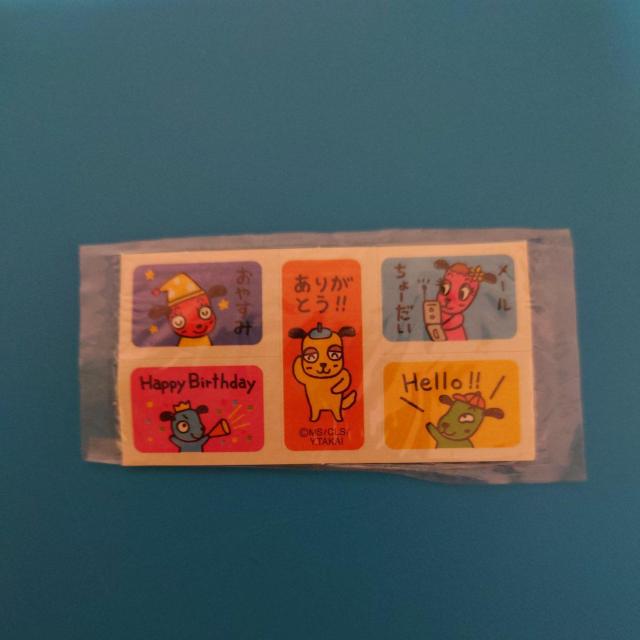 おやすみ
ありが
とう!!
メール
ちょーだい
Happy Birthday
Hello!!
©MS/CLS/
Y.TAKAI